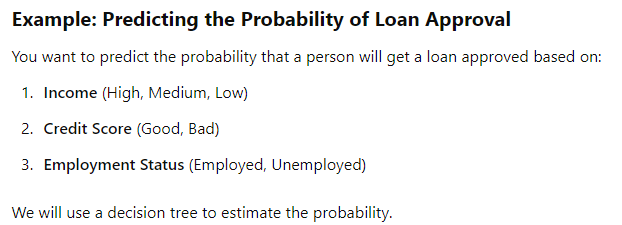 Example: Predicting the Probability of Loan Approval
You want to predict the probability that a person will get a loan approved based on:
1. Income (High, Medium, Low)
2. Credit Score (Good, Bad)
3. Employment Status (Employed, Unemployed)
We will use a decision tree to estimate the probability.